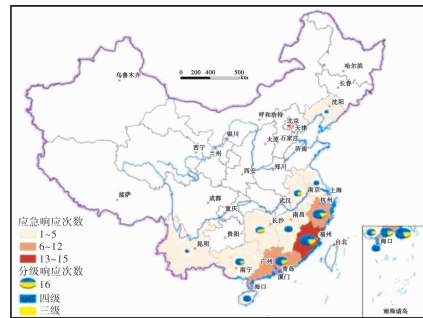 哈尔滨
长春
乌鲁木齐
0 100 200 300 400 500
km
沈阳
呼和浩特
北京
天津
银川
石家庄
太原
济南
西宁
兰州
郑州
西安
拉萨
南京
上海
成都
武汉
杭州
重庆
长沙
南昌
应急响应次数
贵阳
福州
1~5
昆明
台北
6~12
广州
13~15
南宁
青岛
厦门
分级响应次数
海口
16
海口
四级
三级
南海诸岛